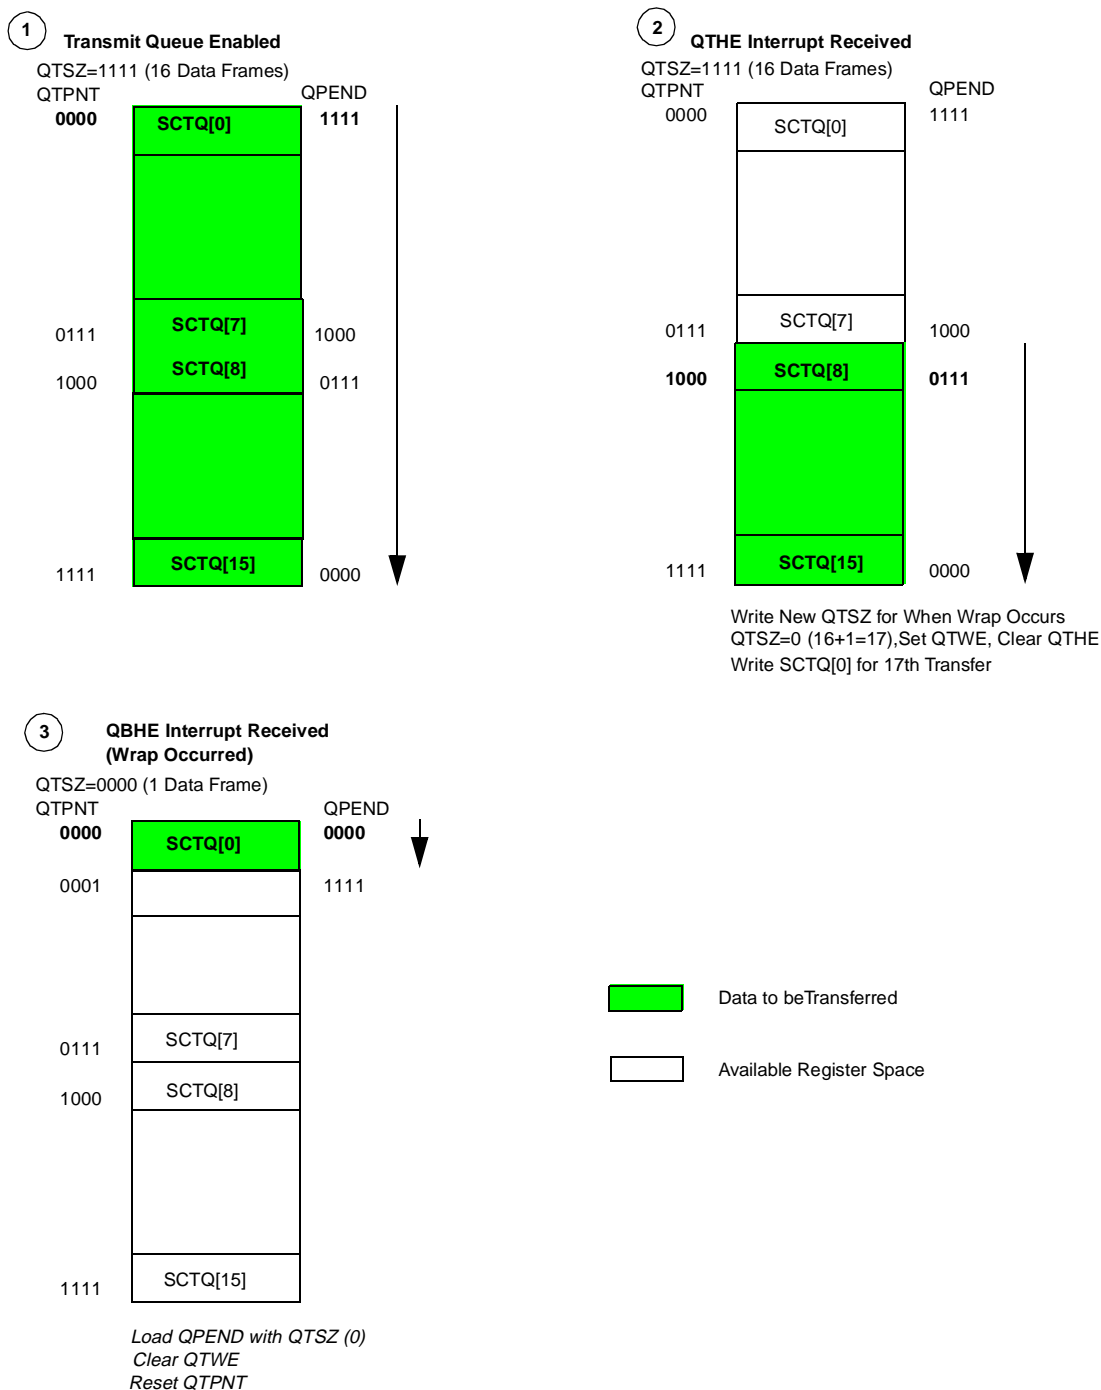 1
Transmit Queue Enabled
QTSZ=1111 (16 Data Frames)
QTPNT QPEND
0000 SCTQ[0] 1111
0111 SCTQ[7] 1000
1000 SCTQ[8] 0111
1111 SCTQ[15] 0000
2
QTHE Interrupt Received
QTSZ=1111 (16 Data Frames)
QTPNT QPEND
0000 SCTQ[0] 1111
0111 SCTQ[7] 1000
1000 SCTQ[8] 0111
1111 SCTQ[15] 0000
Write New QTSZ for When Wrap Occurs
QTSZ=0 (16+1=17),Set QTWE, Clear QTHE
Write SCTQ[0] for 17th Transfer
3
QBHE Interrupt Received
(Wrap Occurred)
QTSZ=0000 (1 Data Frame)
QTPNT QPEND
0000 SCTQ[0] 0000
0001 1111
0111 SCTQ[7]
1000 SCTQ[8]
1111 SCTQ[15]
Load QPEND with QTSZ (0)
Clear QTWE
Reset QTPNT
Data to beTransferred
Available Register Space